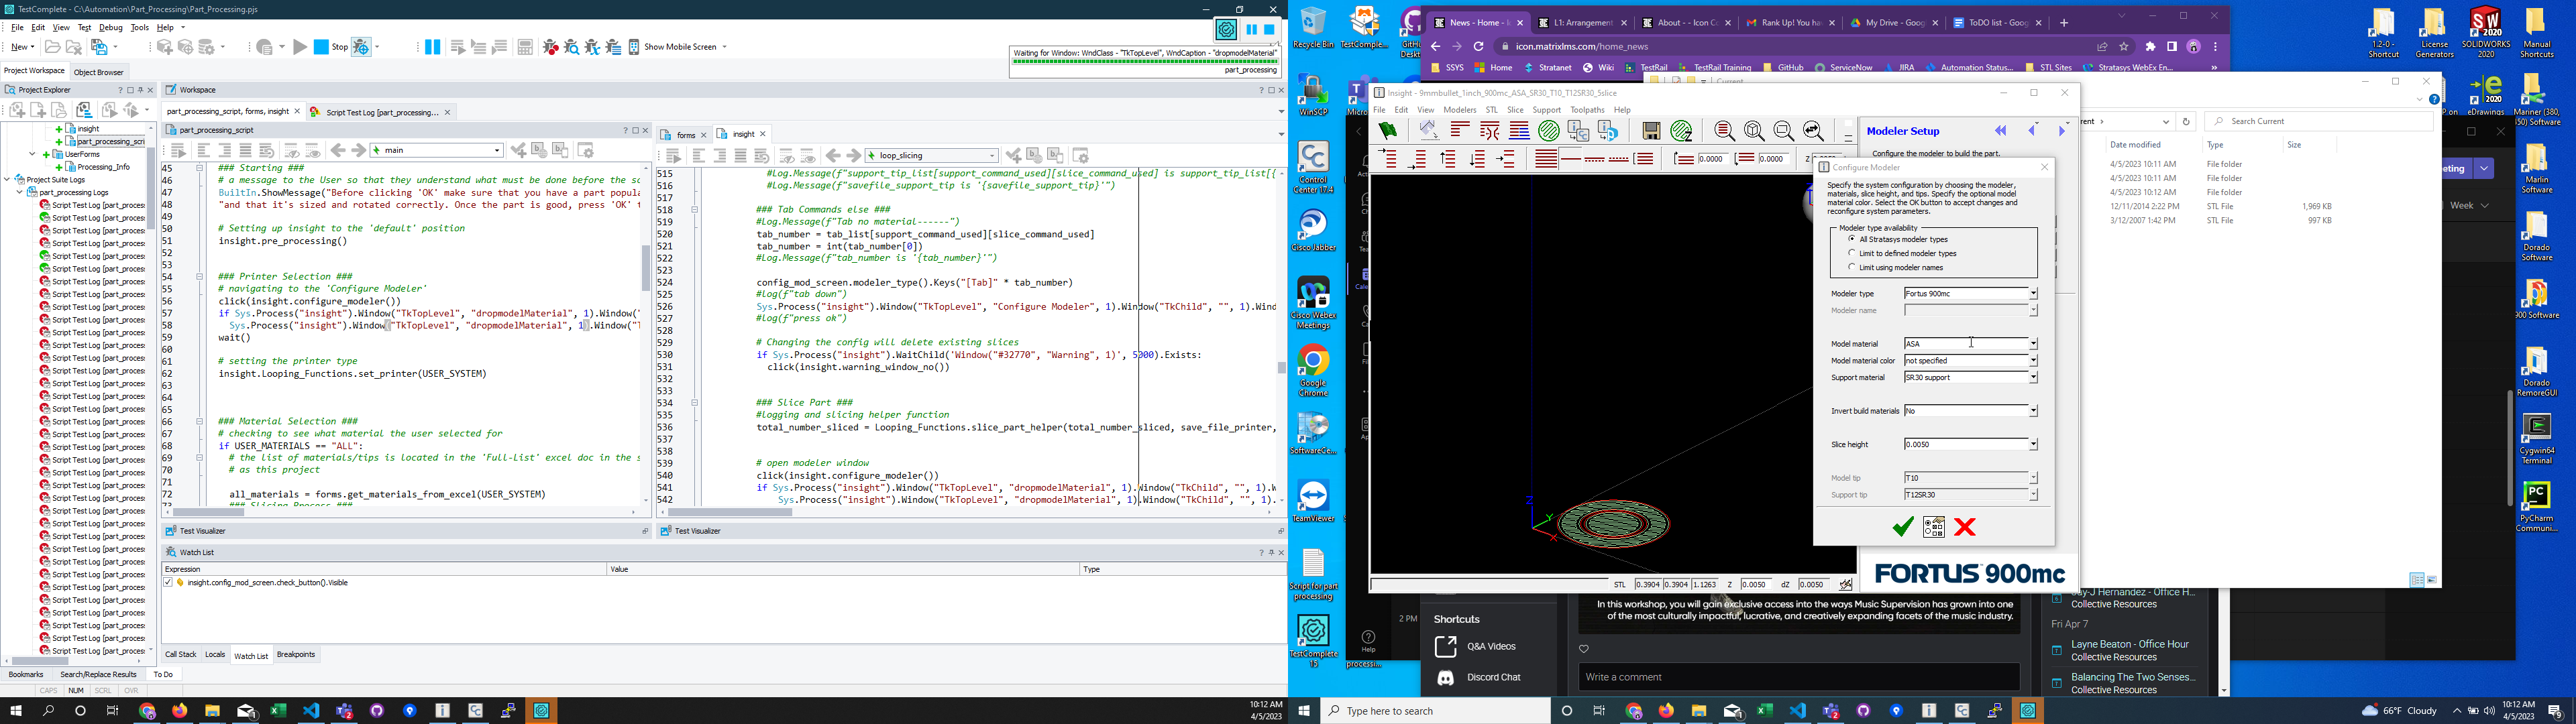 TestComplete - C:\Automation\Part_Processing\Part_Processing.pjs
File Edit View Test Debug Tools Help
New Stop Show Mobile Screen
Waiting for Window: WndClass - "TkTopLevel", WndCaption - "dropmodelMaterial"
part_processing
Project Workspace Object Browser
Project Explorer
insight
part_processing_scri
UserForms
Processing_Info
Project Suite Logs
part_processing Logs
Script Test Log [part_proces
Workspace
part_processing_script, forms, insight Script Test Log [part_processing...
part_processing_script
main
45 ### Starting ###
46 # a message to the User so that they understand what must be done before the sc
47 BuiltIn.ShowMessage("Before clicking 'OK' make sure that you have a part popula
48 "and that it's sized and rotated correctly. Once the part is good, press 'OK' t
49
50 # Setting up insight to the 'default' position
51 insight.pre_processing()
52
53
54 ### Printer Selection ###
55 # navigating to the 'Configure Modeler'
56 click(insight.configure_modeler())
57 if Sys.Process("insight").Window("TkTopLevel", "dropmodelMaterial", 1).Window("
58 Sys.Process("insight").Window("TkTopLevel", "dropmodelMaterial", 1).Window("T
59 wait()
60
61 # setting the printer type
62 insight.Looping_Functions.set_printer(USER_SYSTEM)
63
64
65
66 ### Material Selection ###
67 # checking to see what material the user selected for
68 if USER_MATERIALS == "ALL":
69 # the list of materials/tips is located in the 'Full-List' excel doc in the s
70 # as this project
71
72 all_materials = forms.get_materials_from_excel(USER_SYSTEM)
forms insight
loop_slicing
515 #Log.Message(f"support_tip_list[support_command_used][slice_command_used] is support_tip_list[{
516 #Log.Message(f"savefile_support_tip is '{savefile_support_tip}'")
517
518 ### Tab Commands else ###
519 #Log.Message(f"Tab no material------")
520 tab_number = tab_list[support_command_used][slice_command_used]
521 tab_number = int(tab_number[0])
522 #Log.Message(f"tab_number is '{tab_number}'")
523
524 config_mod_screen.modeler_type().Keys("[Tab]" * tab_number)
525 #log(f"tab down")
526 Sys.Process("insight").Window("TkTopLevel", "Configure Modeler", 1).Window("TkChild", "", 1).Wind
527 #log(f"press ok")
528
529 # Changing the config will delete existing slices
530 if Sys.Process("insight").WaitChild('Window("#32770", "Warning", 1)', 5000).Exists:
531 click(insight.warning_window_no())
532
533
534 ### Slice Part ###
535 #logging and slicing helper function
536 total_number_sliced = Looping_Functions.slice_part_helper(total_number_sliced, save_file_printer,
537
538
539 # open modeler window
540 click(insight.configure_modeler())
541 if Sys.Process("insight").Window("TkTopLevel", "dropmodelMaterial", 1).Window("TkChild", "", 1).W
542 Sys.Process("insight").Window("TkTopLevel", "dropmodelMaterial", 1).Window("TkChild", "", 1).
Test Visualizer
Test Visualizer
Watch List
Expression Value Type
insight.config_mod_screen.check_button().Visible
Call Stack Locals Watch List Breakpoints
Bookmarks Search/Replace Results To Do
CAPS NUM SCRL OVR
10:12 AM
4/5/2023
Recycle Bin
WinSCP
Control Center 17.4
Cisco Jabber
Cisco Webex Meetings
Google Chrome
SoftwareCe...
TeamViewer
Script for part processing
TestComplete 15
News - Home - I L1: Arrangement About - - Icon C Gmail Rank Up! You ha My Drive - Goog ToDO list - Goog
icon.matrixlms.com/home_news
SSYS Home Stratanet Wiki TestRail TestRail Training GitHub ServiceNow JIRA Automation Status... STL Sites Stratasys WebEx En...
Insight - 9mmbullet_1inch_900mc_ASA_SR30_T10_T12SR30_5slice
File Edit View Modelers STL Slice Support Toolpaths Help
0.0000 0.0000
Modeler Setup
Configure the modeler to build the part.
Configure Modeler
Specify the system configuration by choosing the modeler,
materials, slice height, and tips. Specify the optional model
material color. Select the OK button to accept changes and
reconfigure system parameters.
Modeler type availability
All Stratasys modeler types
Limit to defined modeler types
Limit using modeler names
Modeler type Fortus 900mc
Modeler name
Model material ASA
Model material color not specified
Support material SR30 support
Invert build materials No
Slice height 0.0050
Model tip T10
Support tip T12SR30
Z Y X
STL 0.3904 0.3904 1.1263 Z 0.0050 dZ 0.0050
FORTUS 900mc
Search Current
Date modified Type Size
4/5/2023 10:11 AM File folder
4/5/2023 10:11 AM File folder
4/5/2023 10:12 AM File folder
12/11/2014 2:22 PM STL File 1,969 KB
3/12/2007 1:42 PM STL File 997 KB
Week
2 PM
Help
Shortcuts
Q&A Videos
Discord Chat
In this workshop, you will gain exclusive access into the ways Music Supervision has grown into one
of the most culturally impactful, lucrative, and creatively expanding facets of the music industry.
Write a comment
Jay-J Hernandez - Office H...
Collective Resources
Fri Apr 7
Layne Beaton - Office Hour
Collective Resources
Balancing The Two Senses...
Collective Resources
1.2-0 - Shortcut
License Generators
SOLIDWORKS 2020
Manual Shortcuts
eDrawings
Mariner (380, 450) Software
Marlin Software
Dorado Software
900 Software
Dorado RemoreGUI
Cygwin64 Terminal
PyCharm Communi...
Type here to search
66°F Cloudy
10:12 AM
4/5/2023